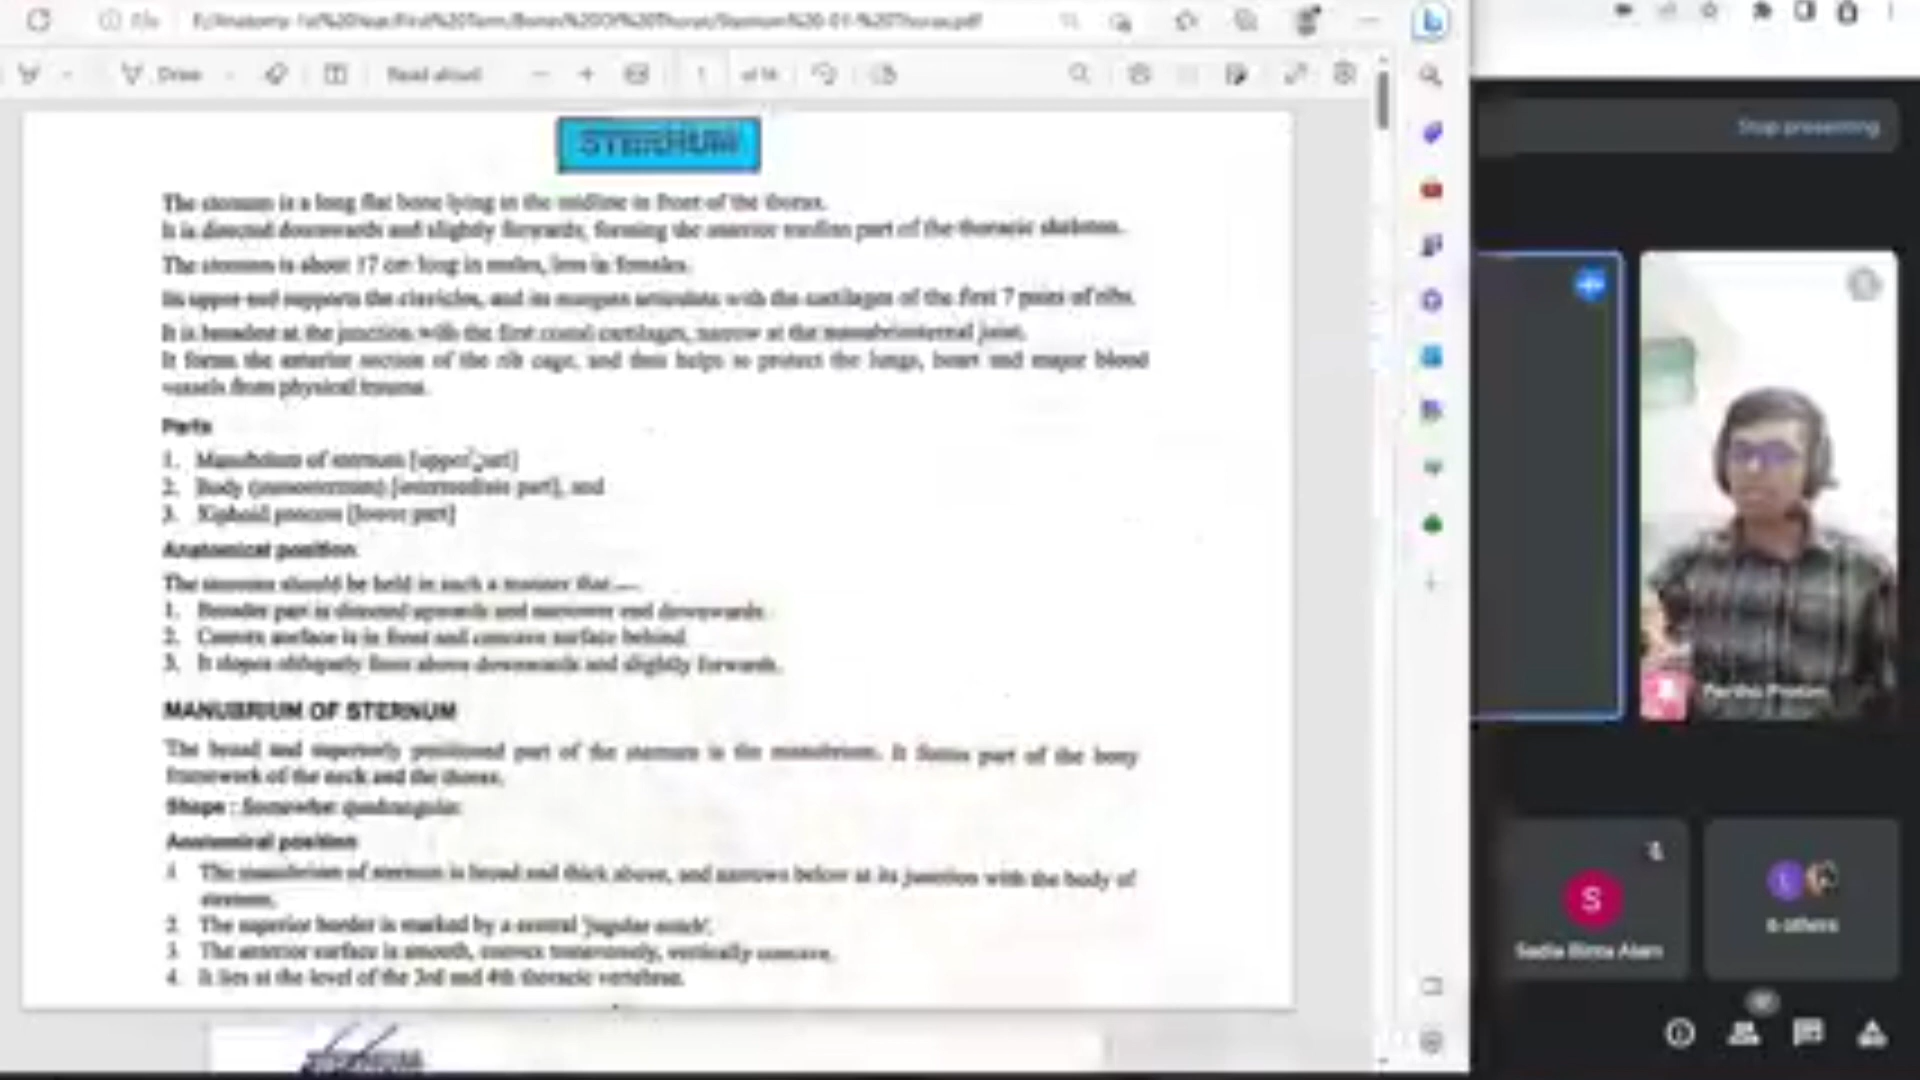 Draw
Read aloud
1
of 14
Stop presenting
STERNUM
The sternum is a long flat bone lying in the midline in front of the thorax.
It is directed downwards and slightly forwards, forming the anterior median part of the thoracic skeleton.
The sternum is about 17 cm long in males, less in females.
Its upper end supports the clavicles, and its margins articulate with the cartilages of the first 7 pairs of ribs.
It is broadest at the junction with the first costal cartilages, narrow at the manubriosternal joint.
It forms the anterior section of the rib cage, and thus helps to protect the lungs, heart and major blood
vessels from physical trauma.
Parts
1. Manubrium of sternum [upper part]
2. Body (mesosternum) [intermediate part], and
3. Xiphoid process [lower part]
Anatomical position
The sternum should be held in such a manner that —
1. Broader part is directed upwards and narrower end downwards.
2. Convex surface is in front and concave surface behind.
3. It slopes obliquely from above downwards and slightly forwards.
MANUBRIUM OF STERNUM
The broad and superiorly positioned part of the sternum is the manubrium. It forms part of the bony
framework of the neck and the thorax.
Shape : Somewhat quadrangular.
Anatomical position
1 The manubrium of sternum is broad and thick above, and narrows below at its junction with the body of
sternum.
2. The superior border is marked by a central 'jugular notch'.
3. The anterior surface is smooth, convex transversely, vertically concave.
4. It lies at the level of the 3rd and 4th thoracic vertebrae.
STERNUM
S
Sadia Binta Alam
L
6 others